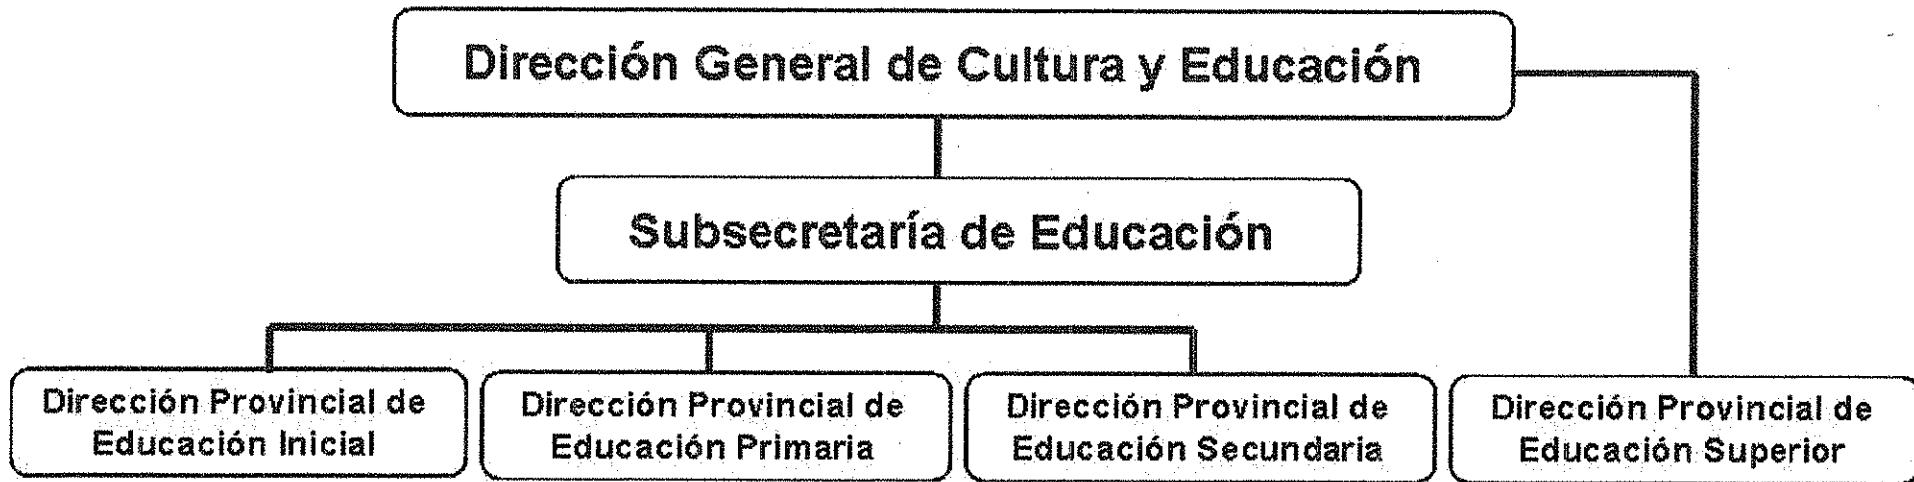 Dirección General de Cultura y Educación
Subsecretaría de Educación
Dirección Provincial de
Educación Inicial
Dirección Provincial de
Educación Primaria
Dirección Provincial de
Educación Secundaria
Dirección Provincial de
Educación Superior